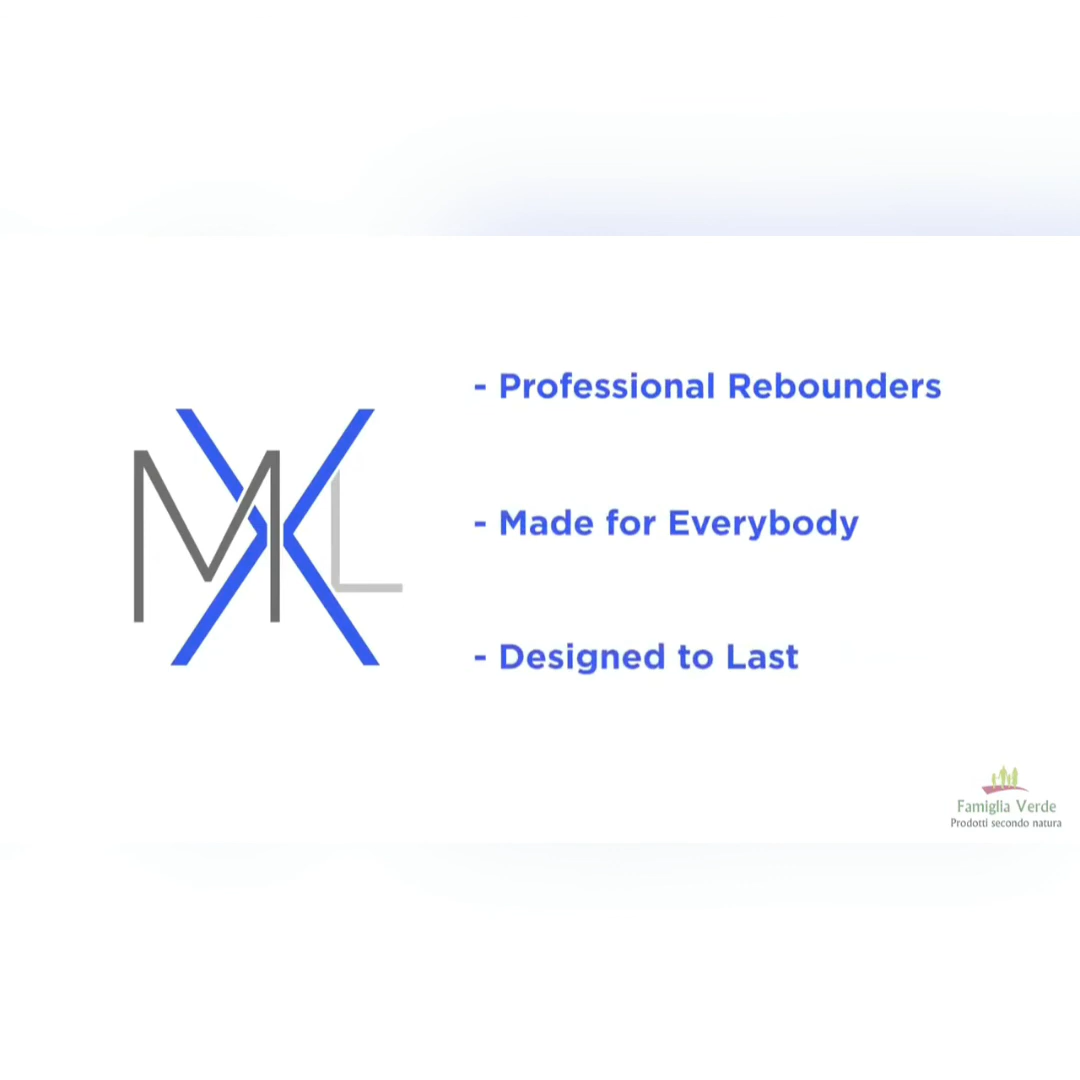 MXL
- Professional Rebounders
- Made for Everybody
- Designed to Last
Famiglia Verde
Prodotti secondo natura